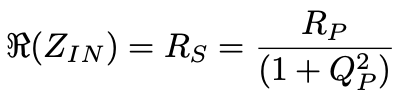 ℜ(Z_{IN}) = R_S = \frac{R_P}{(1 + Q_P^2)}